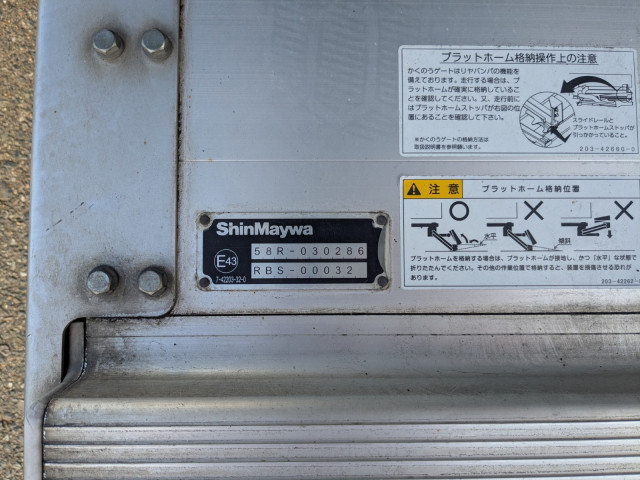 プラットホーム格納操作上の注意
かくのうゲートはリヤバンパの機能を
備えております。走行する場合は、プ
ラットホームが確実に格納していること
を確認してください。又、走行前には
プラットホームストッパが右図の位
置にあることを確認して下さい。
※かくのうゲートの格納方法は
取扱説明書を参照願います。
スライドレールと
プラットホームストッパが
引っかかっていること。
203-42680-0
ShinMaywa
E43
58R-030286
RBS-00032
7-42203-32-0
注意
プラットホーム格納位置
水平
傾斜
プラットホームを格納する場合は、プラットホームが接地し、かつ「水平」な状態で
折りたたんでください。その他の作業位置で格納すると、装置を損傷させる恐れが
あります。